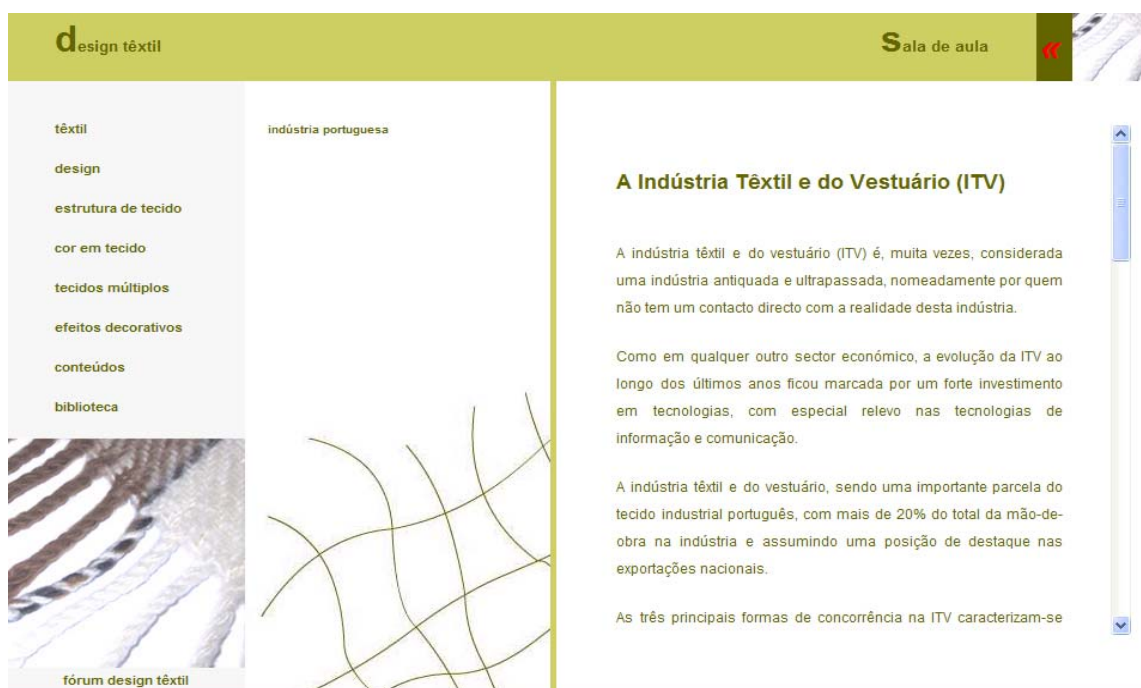 design têxtil
Sala de aula
«
têxtil
design
estrutura de tecido
cor em tecido
tecidos múltiplos
efeitos decorativos
conteúdos
biblioteca
fórum design têxtil
indústria portuguesa
A Indústria Têxtil e do Vestuário (ITV)
A indústria têxtil e do vestuário (ITV) é, muita vezes, considerada
uma indústria antiquada e ultrapassada, nomeadamente por quem
não tem um contacto directo com a realidade desta indústria.
Como em qualquer outro sector económico, a evolução da ITV ao
longo dos últimos anos ficou marcada por um forte investimento
em tecnologias, com especial relevo nas tecnologias de
informação e comunicação.
A indústria têxtil e do vestuário, sendo uma importante parcela do
tecido industrial português, com mais de 20% do total da mão-de-
obra na indústria e assumindo uma posição de destaque nas
exportações nacionais.
As três principais formas de concorrência na ITV caracterizam-se